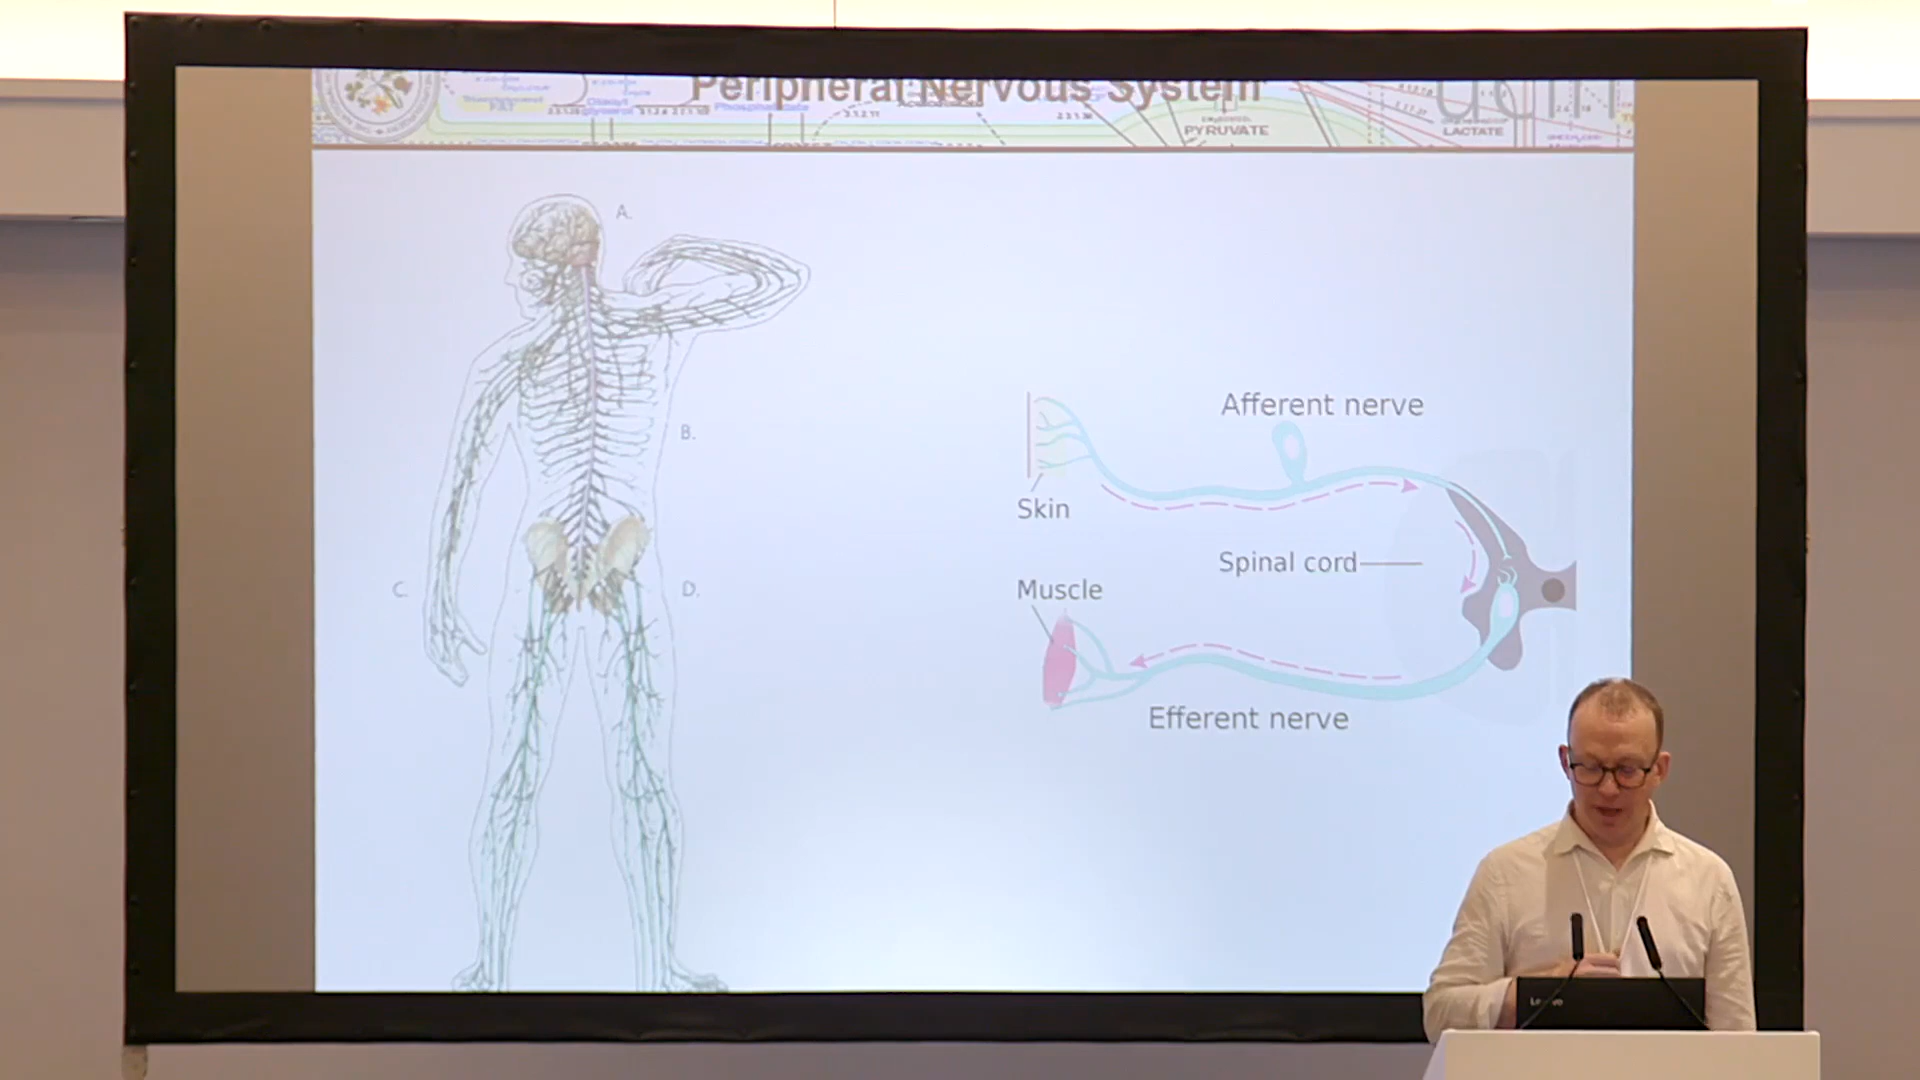 Peripheral Nervous System
PYRUVATE
LACTATE
A.
B.
C.
D.
Afferent nerve
Skin
Spinal cord
Muscle
Efferent nerve